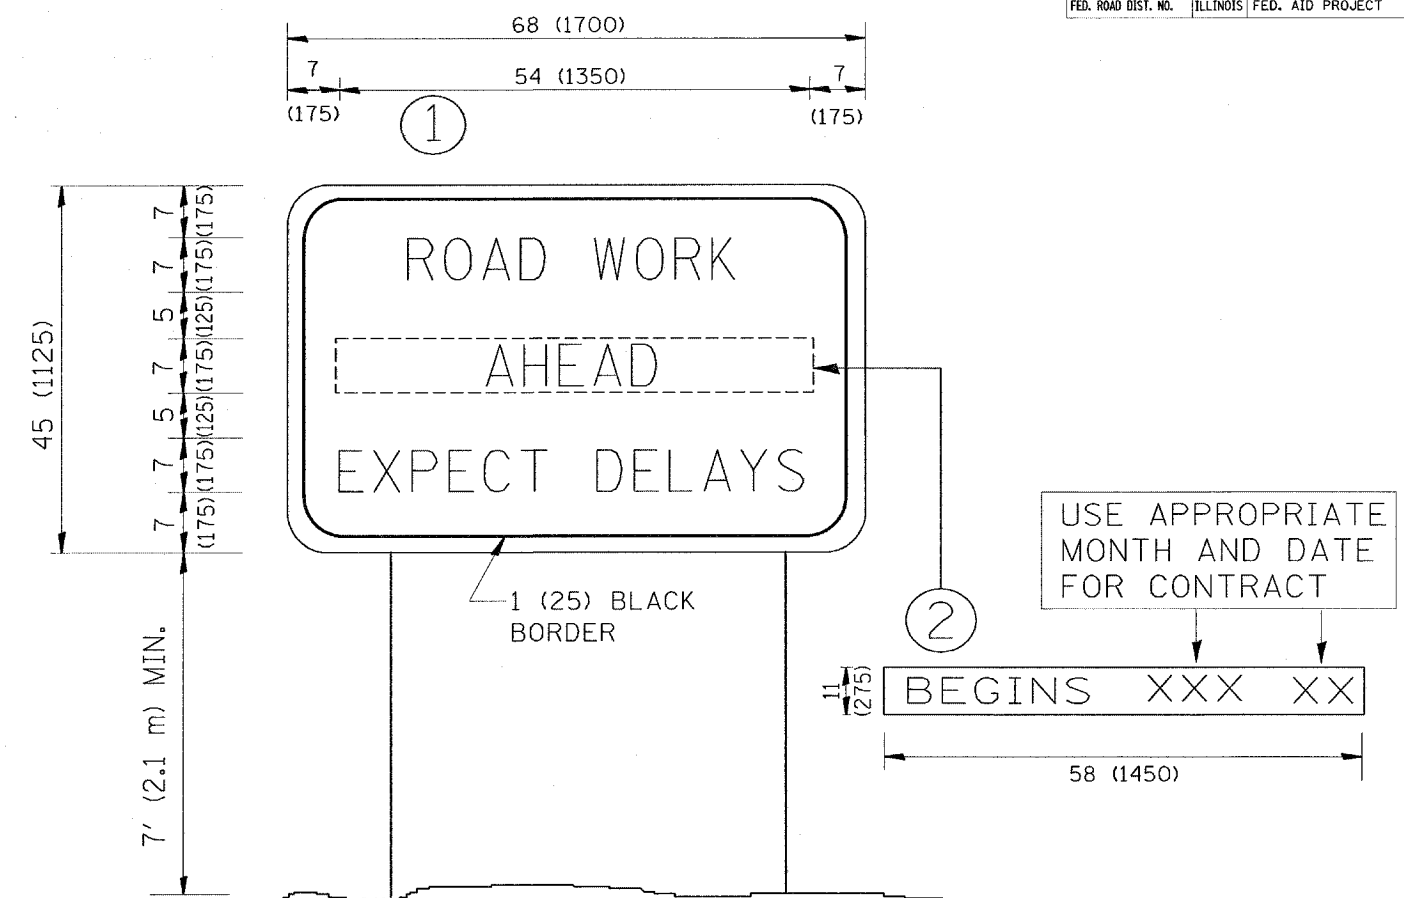 FED. ROAD DIST. NO. ILLINOIS FED. AID PROJECT
68 (1700)
7 54 (1350) 7
(175) (175)
1
45 (1125)
7 (175)
7 (175)
5 (125)
7 (175)
5 (125)
7 (175)
7 (175)
ROAD WORK
AHEAD
EXPECT DELAYS
1 (25) BLACK
BORDER
7' (2.1 m) MIN.
2
USE APPROPRIATE
MONTH AND DATE
FOR CONTRACT
11
(275)
BEGINS XXX XX
58 (1450)